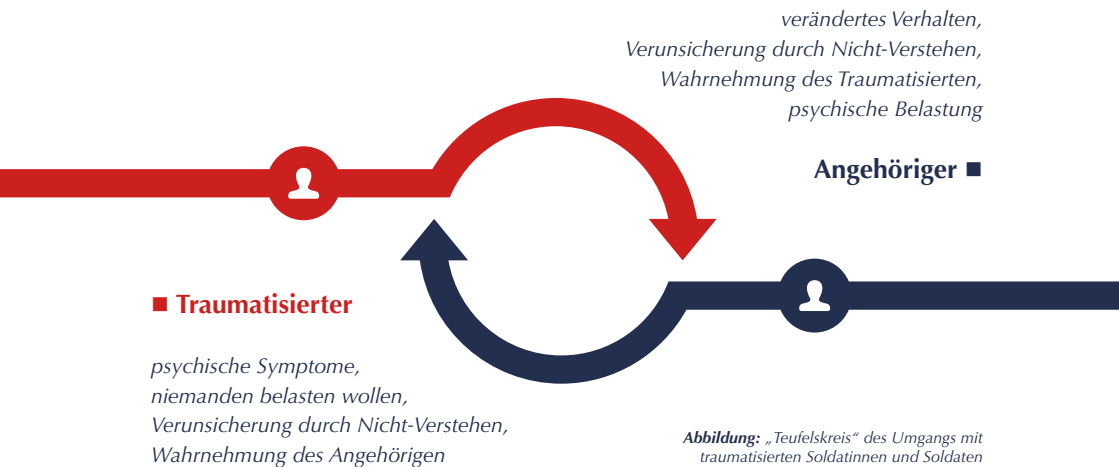 verändertes Verhalten,
Verunsicherung durch Nicht-Verstehen,
Wahrnehmung des Traumatisierten,
psychische Belastung
Angehöriger ■
■ Traumatisierter
psychische Symptome,
niemanden belasten wollen,
Verunsicherung durch Nicht-Verstehen,
Wahrnehmung des Angehörigen
Abbildung: „Teufelskreis“ des Umgangs mit
traumatisierten Soldatinnen und Soldaten